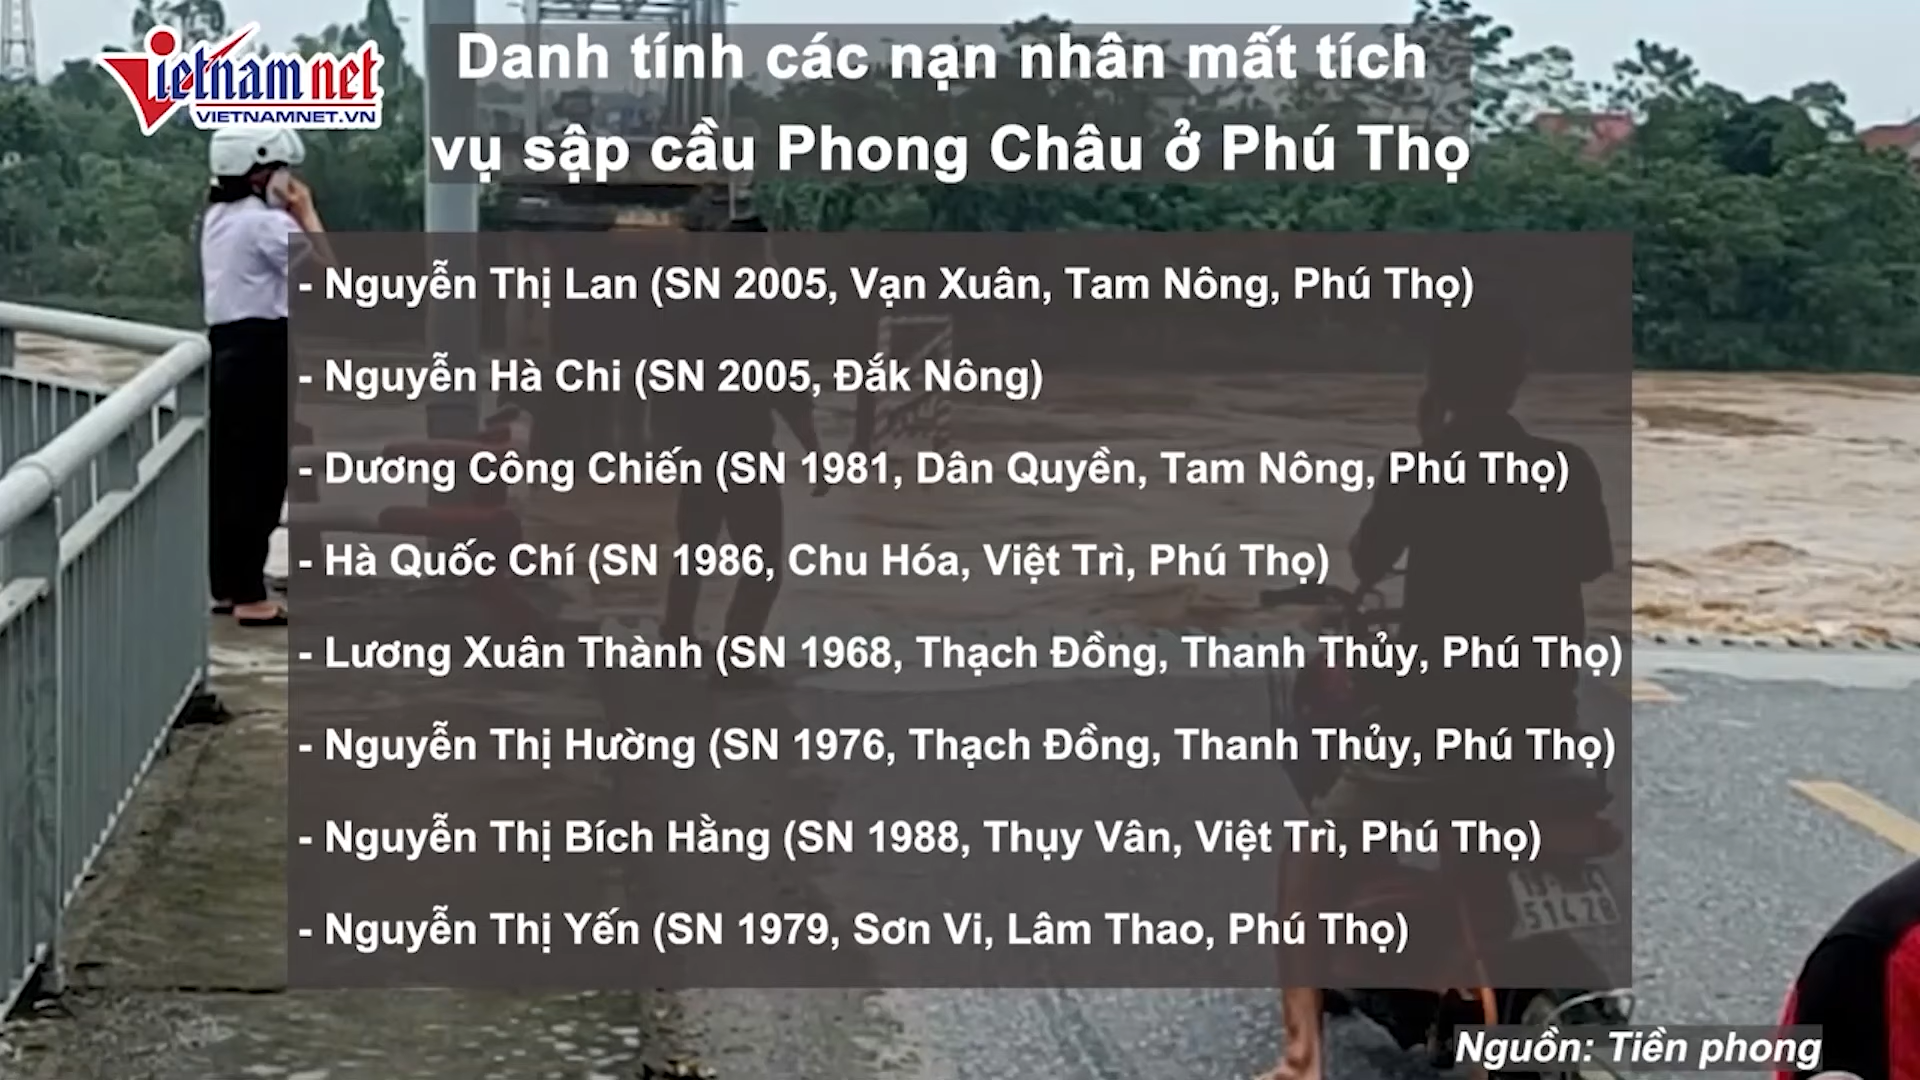 Vietnamnet
VIETNAMNET.VN
Danh tính các nạn nhân mất tích
vụ sập cầu Phong Châu ở Phú Thọ
- Nguyễn Thị Lan (SN 2005, Vạn Xuân, Tam Nông, Phú Thọ)
- Nguyễn Hà Chi (SN 2005, Đắk Nông)
- Dương Công Chiến (SN 1981, Dân Quyền, Tam Nông, Phú Thọ)
- Hà Quốc Chí (SN 1986, Chu Hóa, Việt Trì, Phú Thọ)
- Lương Xuân Thành (SN 1968, Thạch Đồng, Thanh Thủy, Phú Thọ)
- Nguyễn Thị Hường (SN 1976, Thạch Đồng, Thanh Thủy, Phú Thọ)
- Nguyễn Thị Bích Hằng (SN 1988, Thụy Vân, Việt Trì, Phú Thọ)
- Nguyễn Thị Yến (SN 1979, Sơn Vi, Lâm Thao, Phú Thọ)
Nguồn: Tiền phong